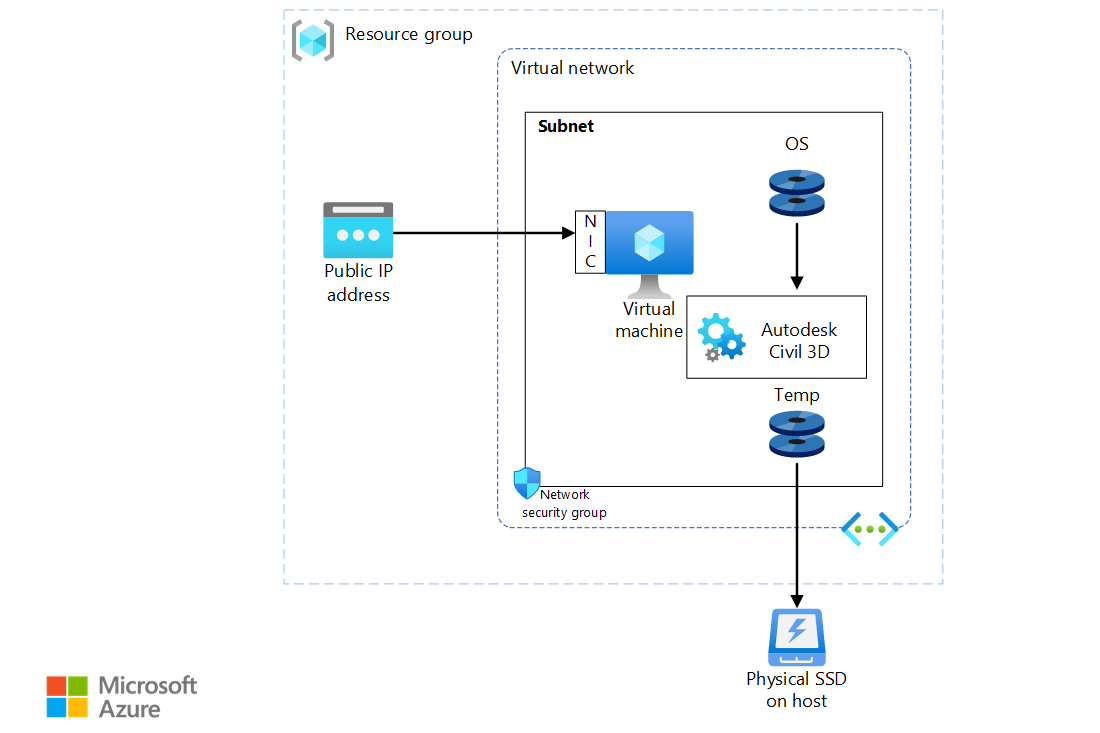 Resource group
Virtual network
Subnet
OS
N
I
C
Public IP
address
Virtual
machine
Autodesk
Civil 3D
Temp
Network
security group
Physical SSD
on host
Microsoft
Azure